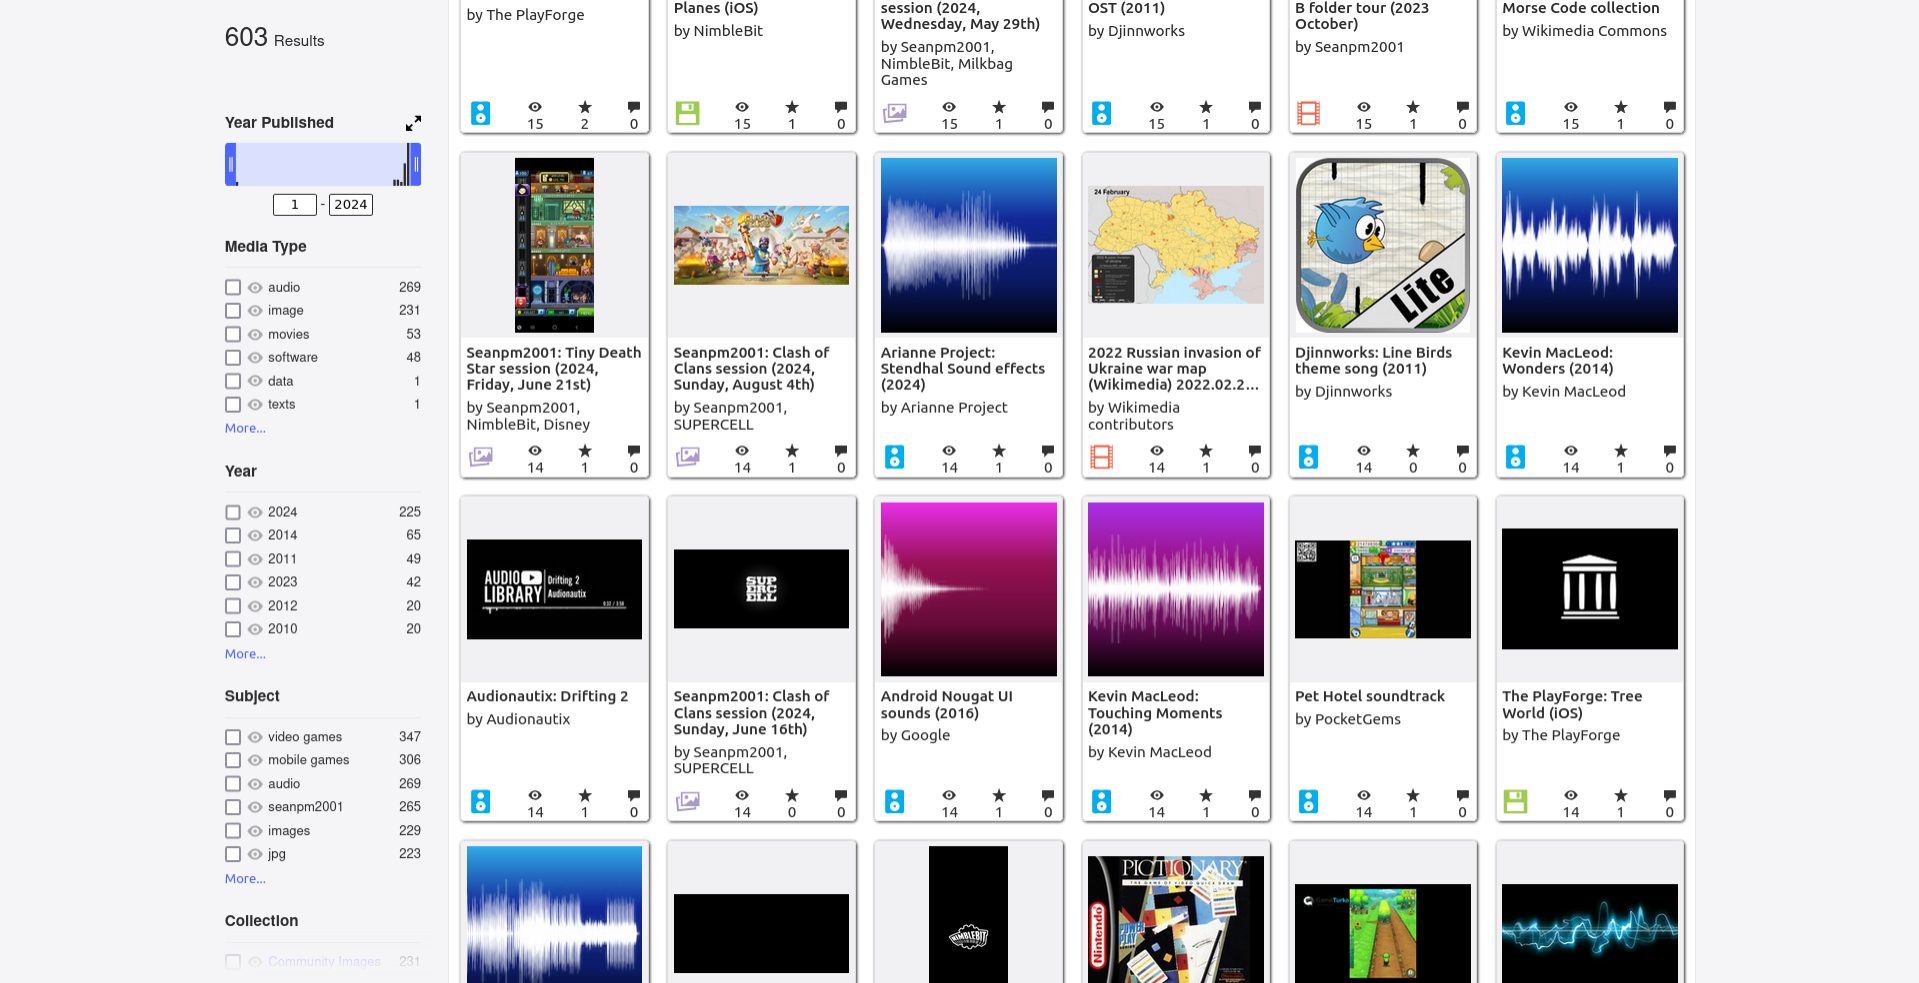 603 Results
Year Published
1 - 2024
Media Type
audio 269
image 231
movies 53
software 48
data 1
texts 1
More...
Year
2024 225
2014 65
2011 49
2023 42
2012 20
2010 20
More...
Subject
video games 347
mobile games 306
audio 269
seanpm2001 265
images 229
jpg 223
More...
Collection
Community Images 231
by The PlayForge
15 2 0
Planes (iOS)
by NimbleBit
15 1 0
session (2024,
Wednesday, May 29th)
by Seanpm2001,
NimbleBit, Milkbag
Games
15 1 0
OST (2011)
by Djinnworks
15 1 0
B folder tour (2023
October)
by Seanpm2001
15 1 0
Morse Code collection
by Wikimedia Commons
15 1 0
Seanpm2001: Tiny Death
Star session (2024,
Friday, June 21st)
by Seanpm2001,
NimbleBit, Disney
14 1 0
Seanpm2001: Clash of
Clans session (2024,
Sunday, August 4th)
by Seanpm2001,
SUPERCELL
14 1 0
Arianne Project:
Stendhal Sound effects
(2024)
by Arianne Project
14 1 0
24 February
2022 Russian invasion of
Ukraine war map
(Wikimedia) 2022.02.2...
by Wikimedia
contributors
14 1 0
Lite
Djinnworks: Line Birds
theme song (2011)
by Djinnworks
14 0 0
Kevin MacLeod:
Wonders (2014)
by Kevin MacLeod
14 1 0
AUDIO
LIBRARY
Drifting 2
Audionautix
Audionautix: Drifting 2
by Audionautix
14 1 0
SUP
ERC
ELL
Seanpm2001: Clash of
Clans session (2024,
Sunday, June 16th)
by Seanpm2001,
SUPERCELL
14 0 0
Android Nougat UI
sounds (2016)
by Google
14 1 0
Kevin MacLeod:
Touching Moments
(2014)
by Kevin MacLeod
14 1 0
Pet Hotel soundtrack
by PocketGems
14 1 0
The PlayForge: Tree
World (iOS)
by The PlayForge
14 1 0
NIMBLEBIT
PICTIONARY
THE GAME OF VIDEO QUICK DRAW
Nintendo